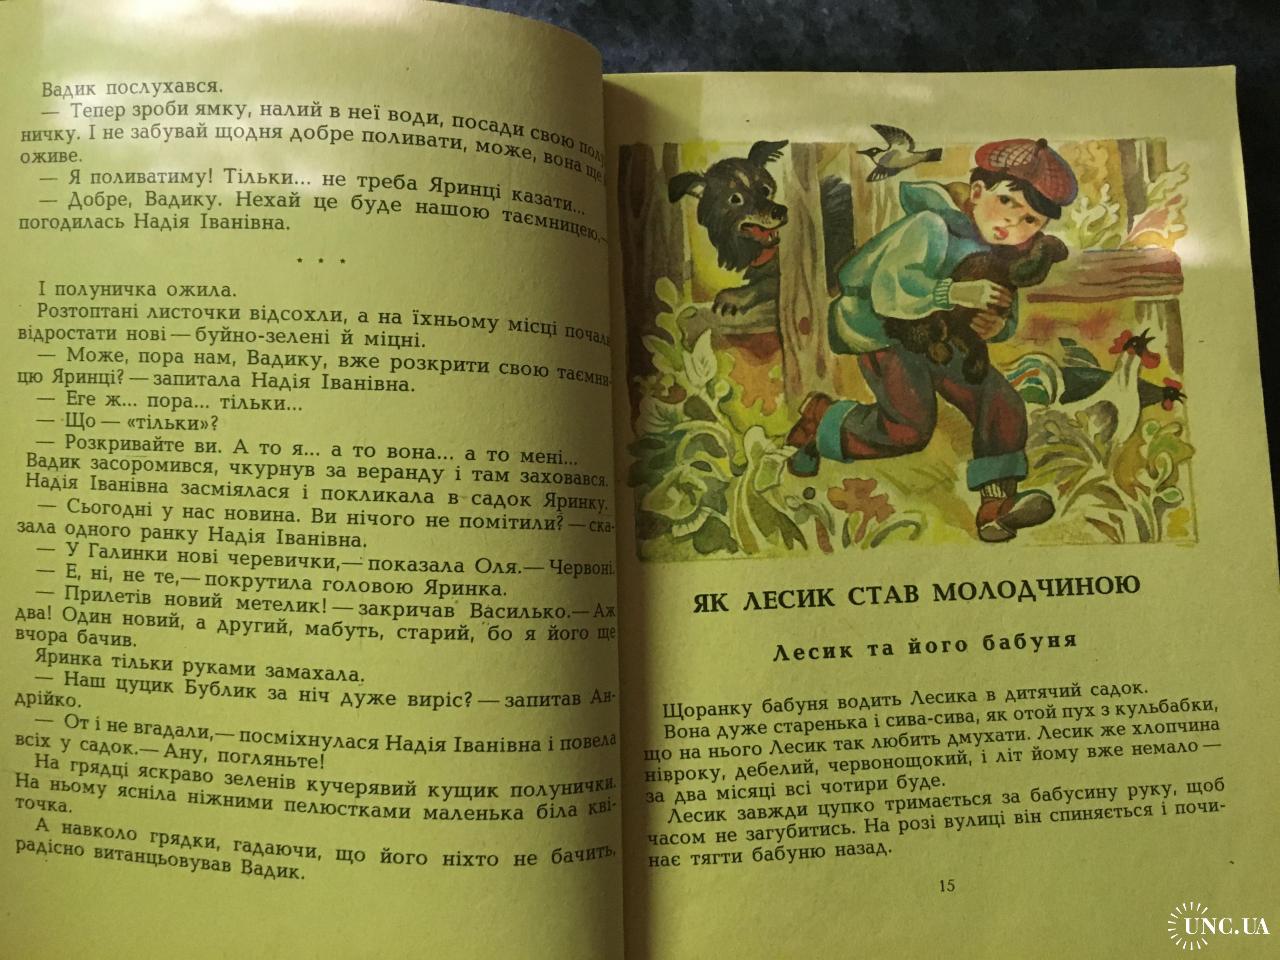 Вадик послухався.
— Тепер зроби ямку, налий в неї води, посади свою полу-
ничку. І не забувай щодня добре поливати, може, вона ще й
оживе.
— Я поливатиму! Тільки... не треба Яринці казати...
— Добре, Вадику. Нехай це буде нашою таємницею,—
погодилась Надія Іванівна.
* * *
І полуничка ожила.
Розтоптані листочки відсохли, а на їхньому місці почали
відростати нові — буйно-зелені й міцні.
— Може, пора нам, Вадику, вже розкрити свою таємни-
цю Яринці? — запитала Надія Іванівна.
— Еге ж... пора... тільки...
— Що — «тільки»?
— Розкривайте ви. А то я... а то вона... а то мені...
Вадик засоромився, чкурнув за веранду і там заховався.
Надія Іванівна засміялася і покликала в садок Яринку.
— Сьогодні у нас новина. Ви нічого не помітили? — ска-
зала одного ранку Надія Іванівна.
— У Галинки нові черевички,— показала Оля.— Червоні.
— Е, ні, не те,— покрутила головою Яринка.
— Прилетів новий метелик! — закричав Василько.— Аж
два! Один новий, а другий, мабуть, старий, бо я його ще
вчора бачив.
Яринка тільки руками замахала.
— Наш цуцик Бублик за ніч дуже виріс? — запитав Ан-
дрійко.
— От і не вгадали,— посміхнулася Надія Іванівна і повела
всіх у садок.— Ану, погляньте!
На грядці яскраво зеленів кучерявий кущик полунички.
На ньому ясніла ніжними пелюстками маленька біла кві-
точка.
А навколо грядки, гадаючи, що його ніхто не бачить,
радісно витанцьовував Вадик.
ЯК ЛЕСИК СТАВ МОЛОДЧИНОЮ
Лесик та його бабуня
Щоранку бабуня водить Лесика в дитячий садок.
Вона дуже старенька і сива-сива, як отой пух з кульбабки,
що на нього Лесик так любить дмухати. Лесик же хлопчина
нівроку, дебелий, червонощокий, і літ йому вже немало —
за два місяці всі чотири буде.
Лесик завжди цупко тримається за бабусину руку, щоб
часом не загубитись. На розі вулиці він спиняється і почи-
нає тягти бабуню назад.
15
UNC.UA